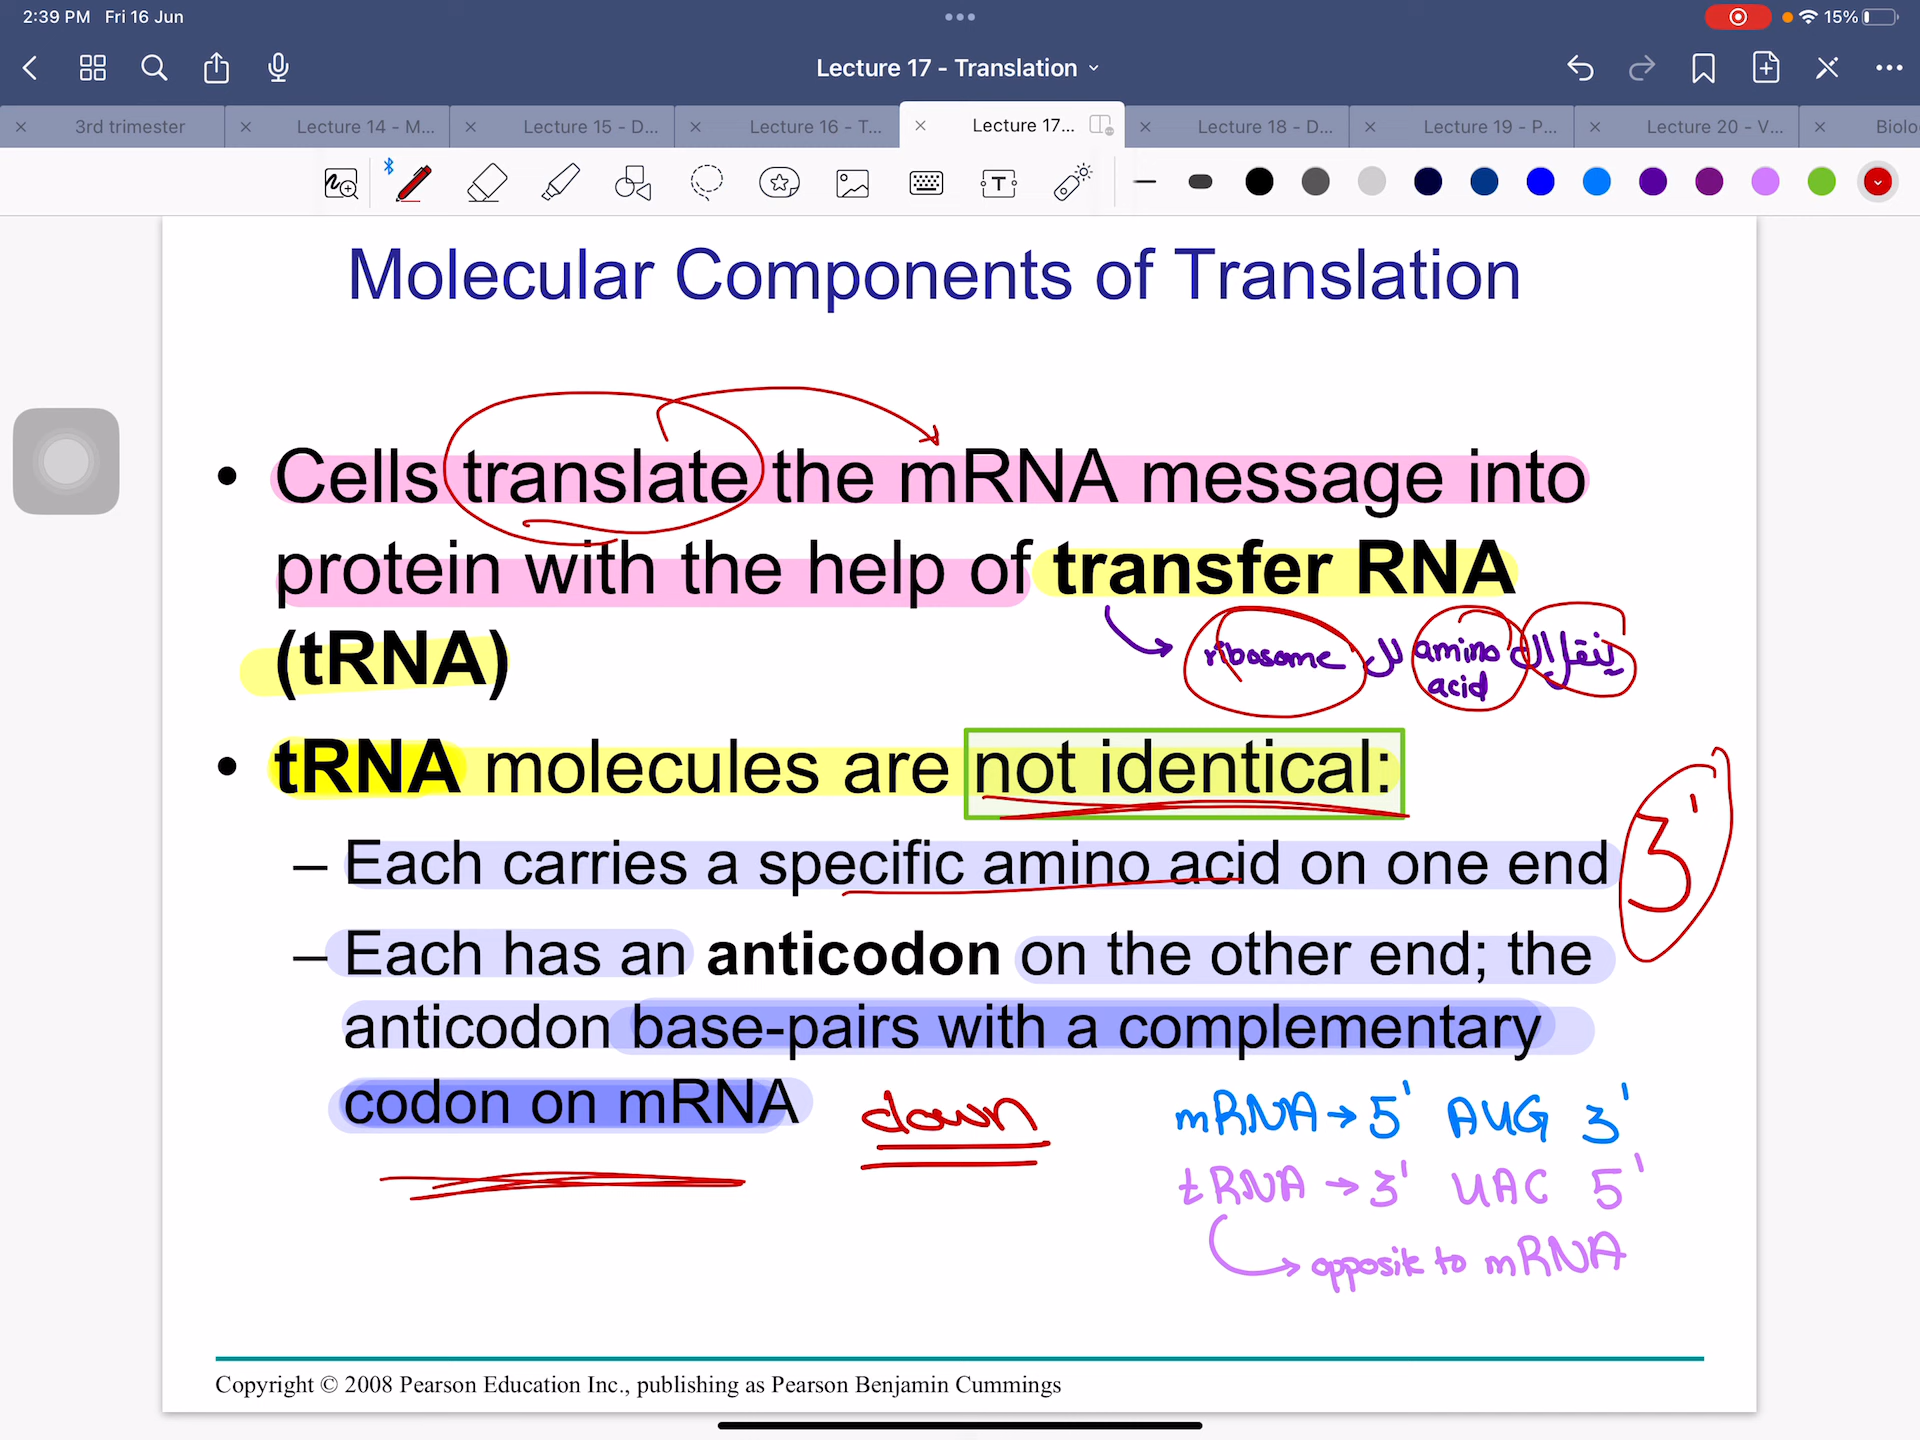 2:39 PM Fri 16 Jun
15%
Lecture 17 - Translation
3rd trimester
Lecture 14 - M...
Lecture 15 - D...
Lecture 16 - T...
Lecture 17...
Lecture 18 - D...
Lecture 19 - P...
Lecture 20 - V...
Biolo
Molecular Components of Translation
• Cells translate the mRNA message into
protein with the help of transfer RNA
(tRNA)
ينقل ال amino acid لل ribosome
• tRNA molecules are not identical:
– Each carries a specific amino acid on one end
3'
– Each has an anticodon on the other end; the
anticodon base-pairs with a complementary
codon on mRNA
down
mRNA → 5' AUG 3'
tRNA → 3' UAC 5'
opposite to mRNA
Copyright © 2008 Pearson Education Inc., publishing as Pearson Benjamin Cummings